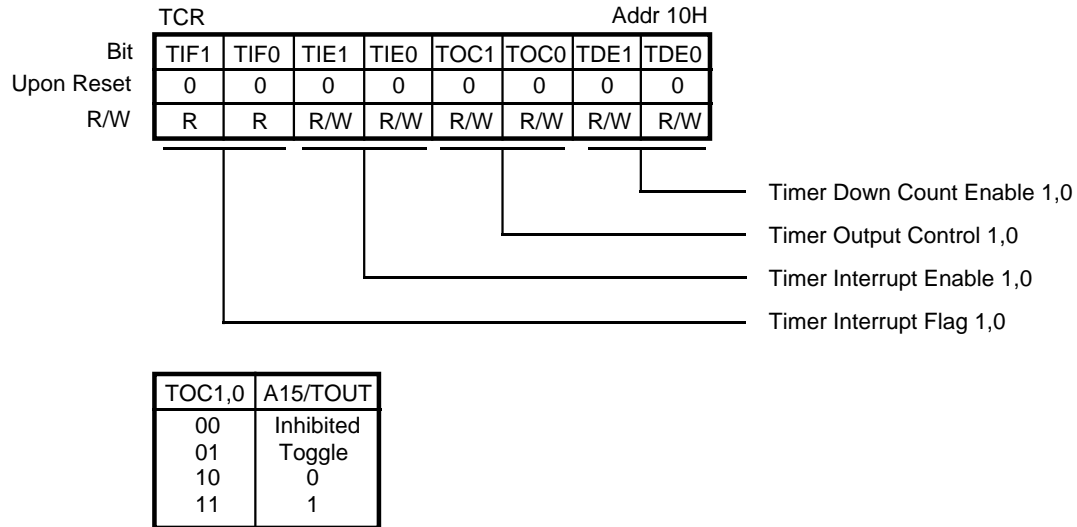 TCR Addr 10H
Bit TIF1 TIF0 TIE1 TIE0 TOC1 TOC0 TDE1 TDE0
Upon Reset 0 0 0 0 0 0 0 0
R/W R R R/W R/W R/W R/W R/W R/W
Timer Down Count Enable 1,0
Timer Output Control 1,0
Timer Interrupt Enable 1,0
Timer Interrupt Flag 1,0
TOC1,0 A15/TOUT
00 Inhibited
01 Toggle
10 0
11 1